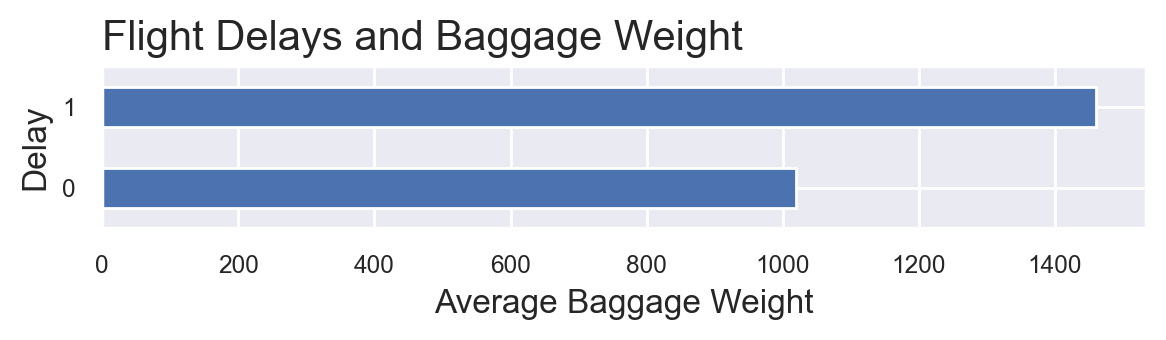 Flight Delays and Baggage Weight
Delay
1
0
0 200 400 600 800 1000 1200 1400
Average Baggage Weight